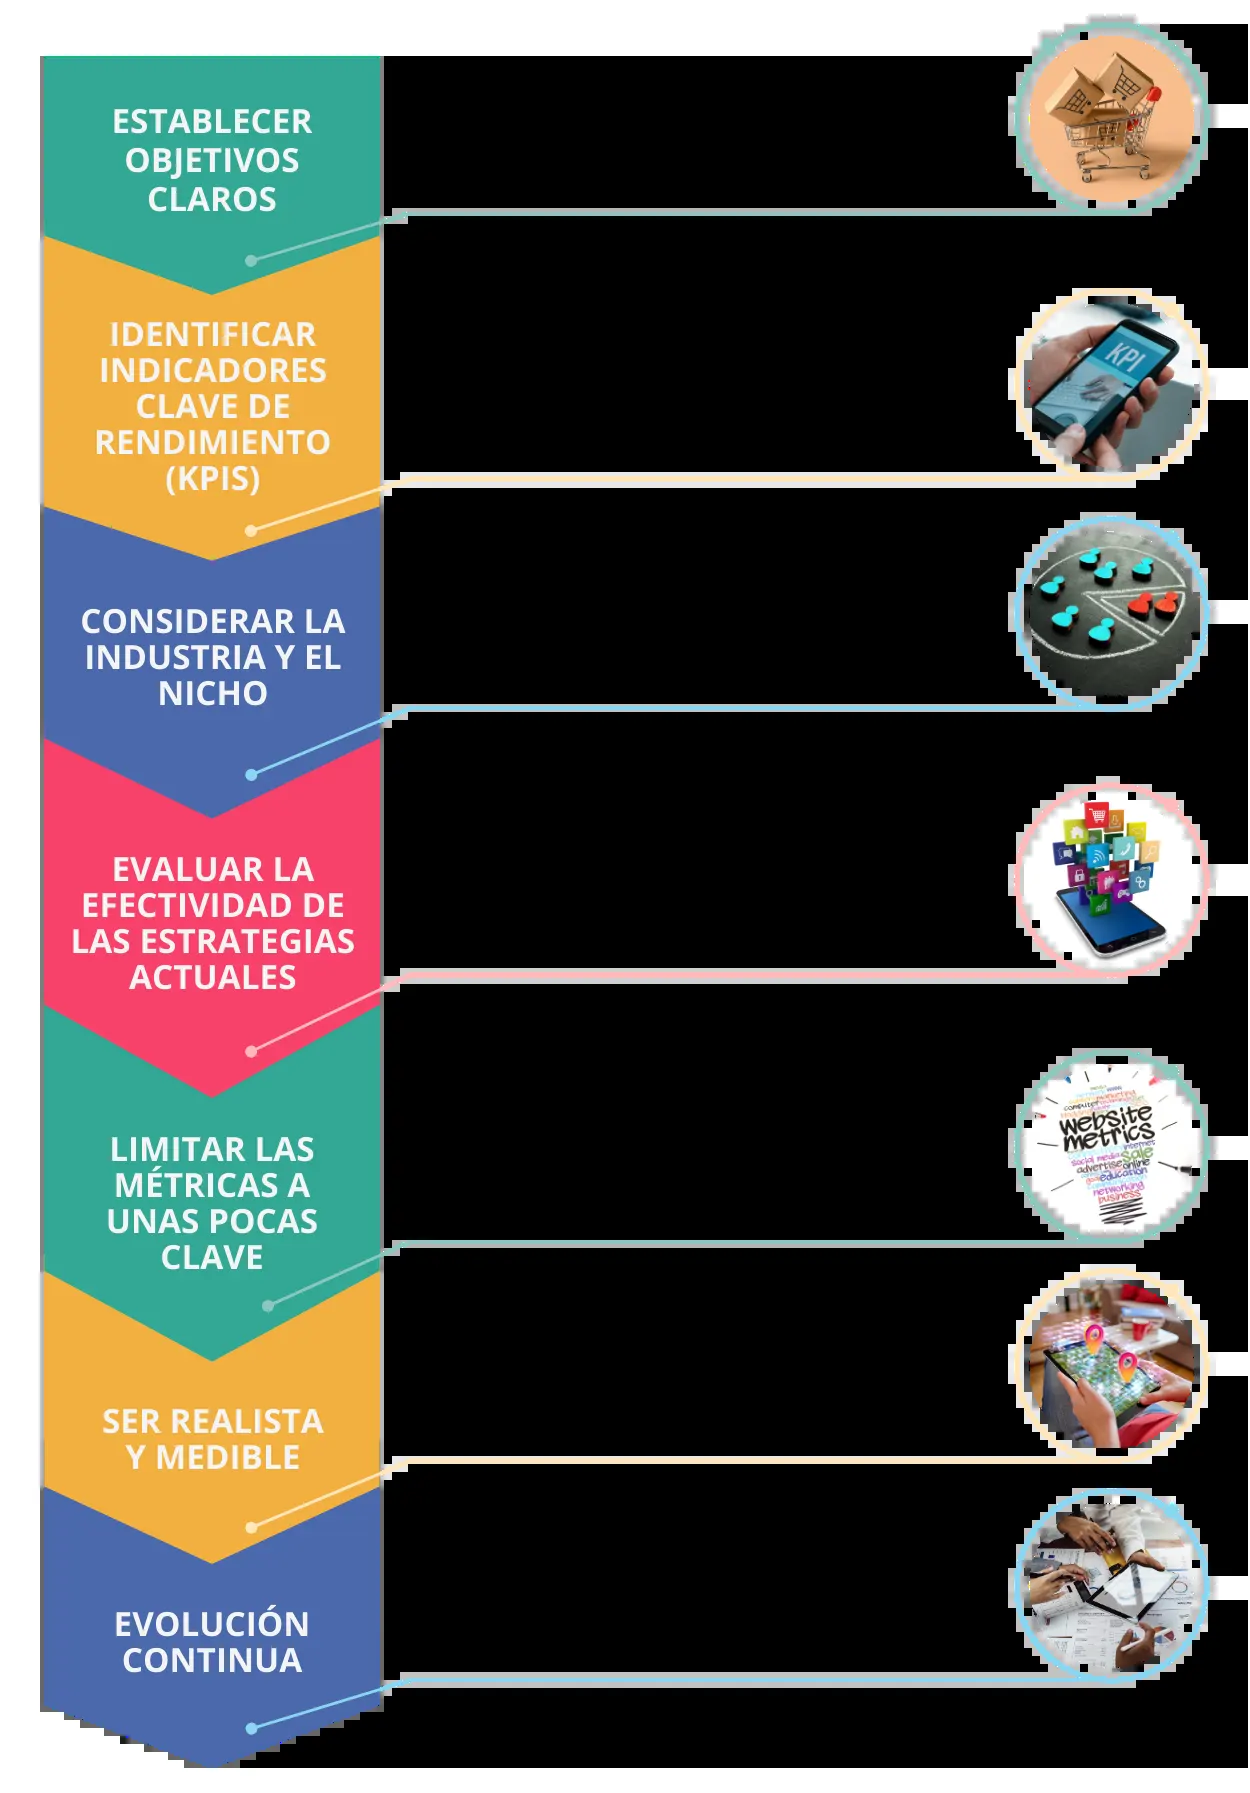 ESTABLECER
OBJETIVOS
CLAROS
IDENTIFICAR
INDICADORES
CLAVE DE
RENDIMIENTO
(KPIS)
KPI
CONSIDERAR LA
INDUSTRIA Y EL
NICHO
EVALUAR LA
EFECTIVIDAD DE
LAS ESTRATEGIAS
ACTUALES
LIMITAR LAS
MÉTRICAS A
UNAS POCAS
CLAVE
computer
website
metrics
internet
social media sale
advertise online
education
networking
business
SER REALISTA
Y MEDIBLE
EVOLUCIÓN
CONTINUA